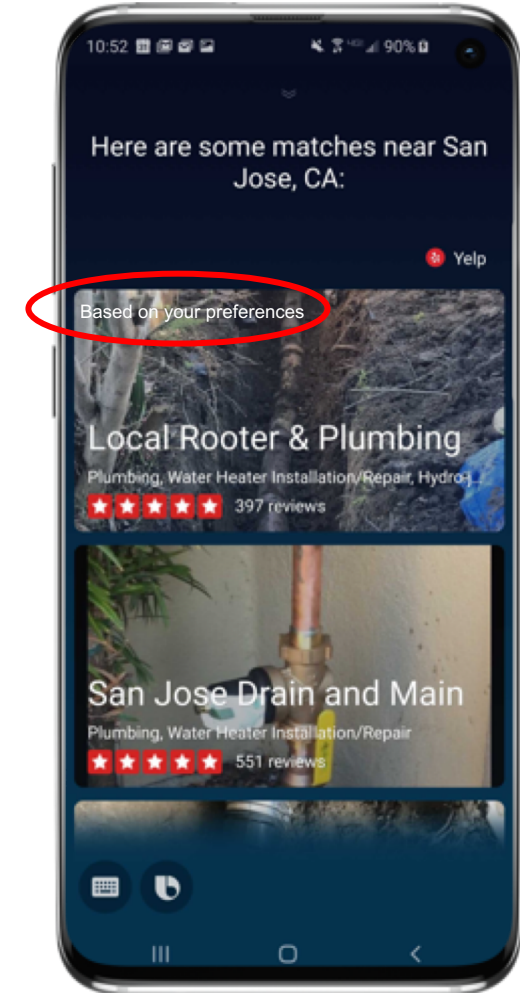 10:52
90%
Here are some matches near San
Jose, CA:
Yelp
Based on your preferences
Local Rooter & Plumbing
Plumbing, Water Heater Installation/Repair, Hydro-j...
397 reviews
San Jose Drain and Main
Plumbing, Water Heater Installation/Repair
551 reviews